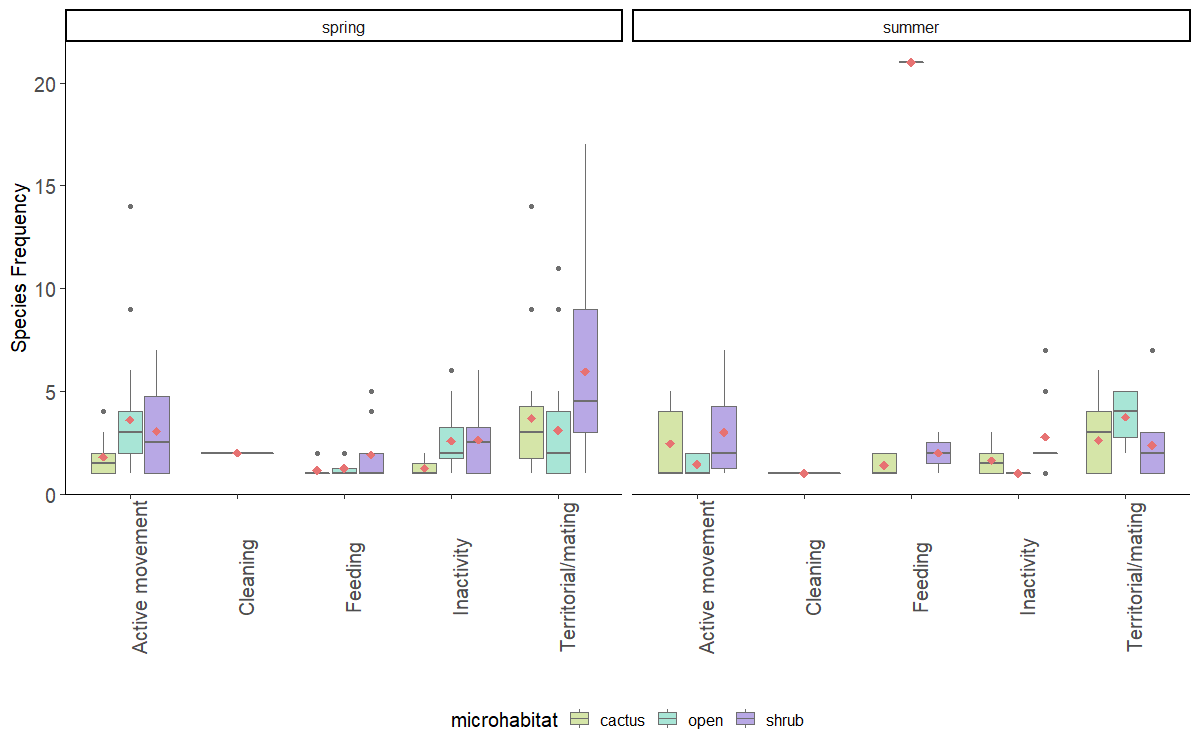 spring
summer
Species Frequency
20
15
10
5
0
Active movement
Cleaning
Feeding
Inactivity
Territorial/mating
Active movement
Cleaning
Feeding
Inactivity
Territorial/mating
microhabitat cactus open shrub